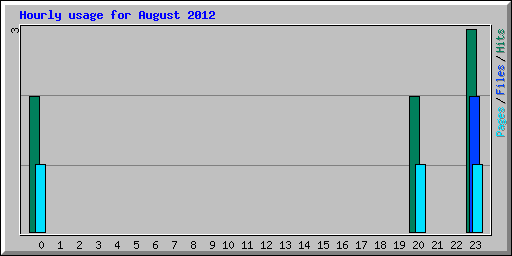 Hourly usage for August 2012
3
Pages/Files/Hits
0 1 2 3 4 5 6 7 8 9 10 11 12 13 14 15 16 17 18 19 20 21 22 23